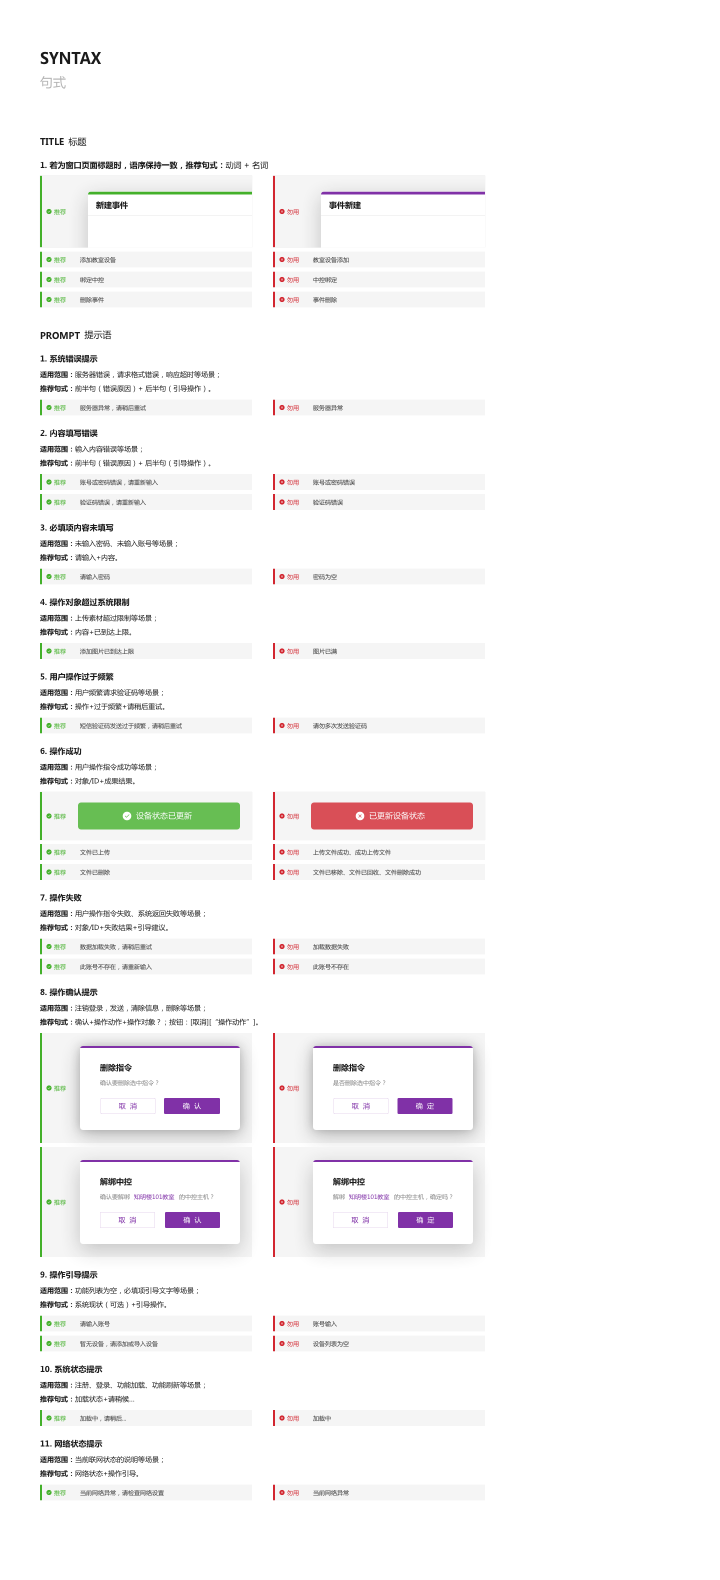 SYNTAX
句式
TITLE 标题
1. 若为窗口页面标题时，语序保持一致，推荐句式：动词 + 名词
推荐 新建事件 勿用 事件新建
推荐 添加教室设备 勿用 教室设备添加
推荐 绑定中控 勿用 中控绑定
推荐 删除事件 勿用 事件删除
PROMPT 提示语
1. 系统错误提示
适用范围：服务器错误，请求格式错误，响应超时等场景；
推荐句式：前半句（错误原因）+ 后半句（引导操作）。
推荐 服务器异常，请稍后重试 勿用 服务器异常
2. 内容填写错误
适用范围：输入内容错误等场景；
推荐句式：前半句（错误原因）+ 后半句（引导操作）。
推荐 账号或密码错误，请重新输入 勿用 账号或密码错误
推荐 验证码错误，请重新输入 勿用 验证码错误
3. 必填项内容未填写
适用范围：未输入密码、未输入账号等场景；
推荐句式：请输入+内容。
推荐 请输入密码 勿用 密码为空
4. 操作对象超过系统限制
适用范围：上传素材超过限制等场景；
推荐句式：内容+已到达上限。
推荐 添加图片已到达上限 勿用 图片已满
5. 用户操作过于频繁
适用范围：用户频繁请求验证码等场景；
推荐句式：操作+过于频繁+请稍后重试。
推荐 短信验证码发送过于频繁，请稍后重试 勿用 请勿多次发送验证码
6. 操作成功
适用范围：用户操作指令成功等场景；
推荐句式：对象/ID+成果结果。
推荐 设备状态已更新 勿用 已更新设备状态
推荐 文件已上传 勿用 上传文件成功、成功上传文件
推荐 文件已删除 勿用 文件已移除、文件已回收、文件删除成功
7. 操作失败
适用范围：用户操作指令失败、系统返回失败等场景；
推荐句式：对象/ID+失败结果+引导建议。
推荐 数据加载失败，请稍后重试 勿用 加载数据失败
推荐 此账号不存在，请重新输入 勿用 此账号不存在
8. 操作确认提示
适用范围：注销登录，发送，清除信息，删除等场景；
推荐句式：确认+操作动作+操作对象？；按钮：[取消][“操作动作”]。
推荐
删除指令
确认要删除选中指令？
取 消 确 认
勿用
删除指令
是否删除选中指令？
取 消 确 定
推荐
解绑中控
确认要解绑 知明楼101教室 的中控主机？
取 消 确 认
勿用
解绑中控
解绑 知明楼101教室 的中控主机，确定吗？
取 消 确 定
9. 操作引导提示
适用范围：功能列表为空，必填项引导文字等场景；
推荐句式：系统现状（可选）+引导操作。
推荐 请输入账号 勿用 账号输入
推荐 暂无设备，请添加或导入设备 勿用 设备列表为空
10. 系统状态提示
适用范围：注册、登录、功能加载、功能刷新等场景；
推荐句式：加载状态+请稍候...
推荐 加载中，请稍后... 勿用 加载中
11. 网络状态提示
适用范围：当前联网状态的说明等场景；
推荐句式：网络状态+操作引导。
推荐 当前网络异常，请检查网络设置 勿用 当前网络异常